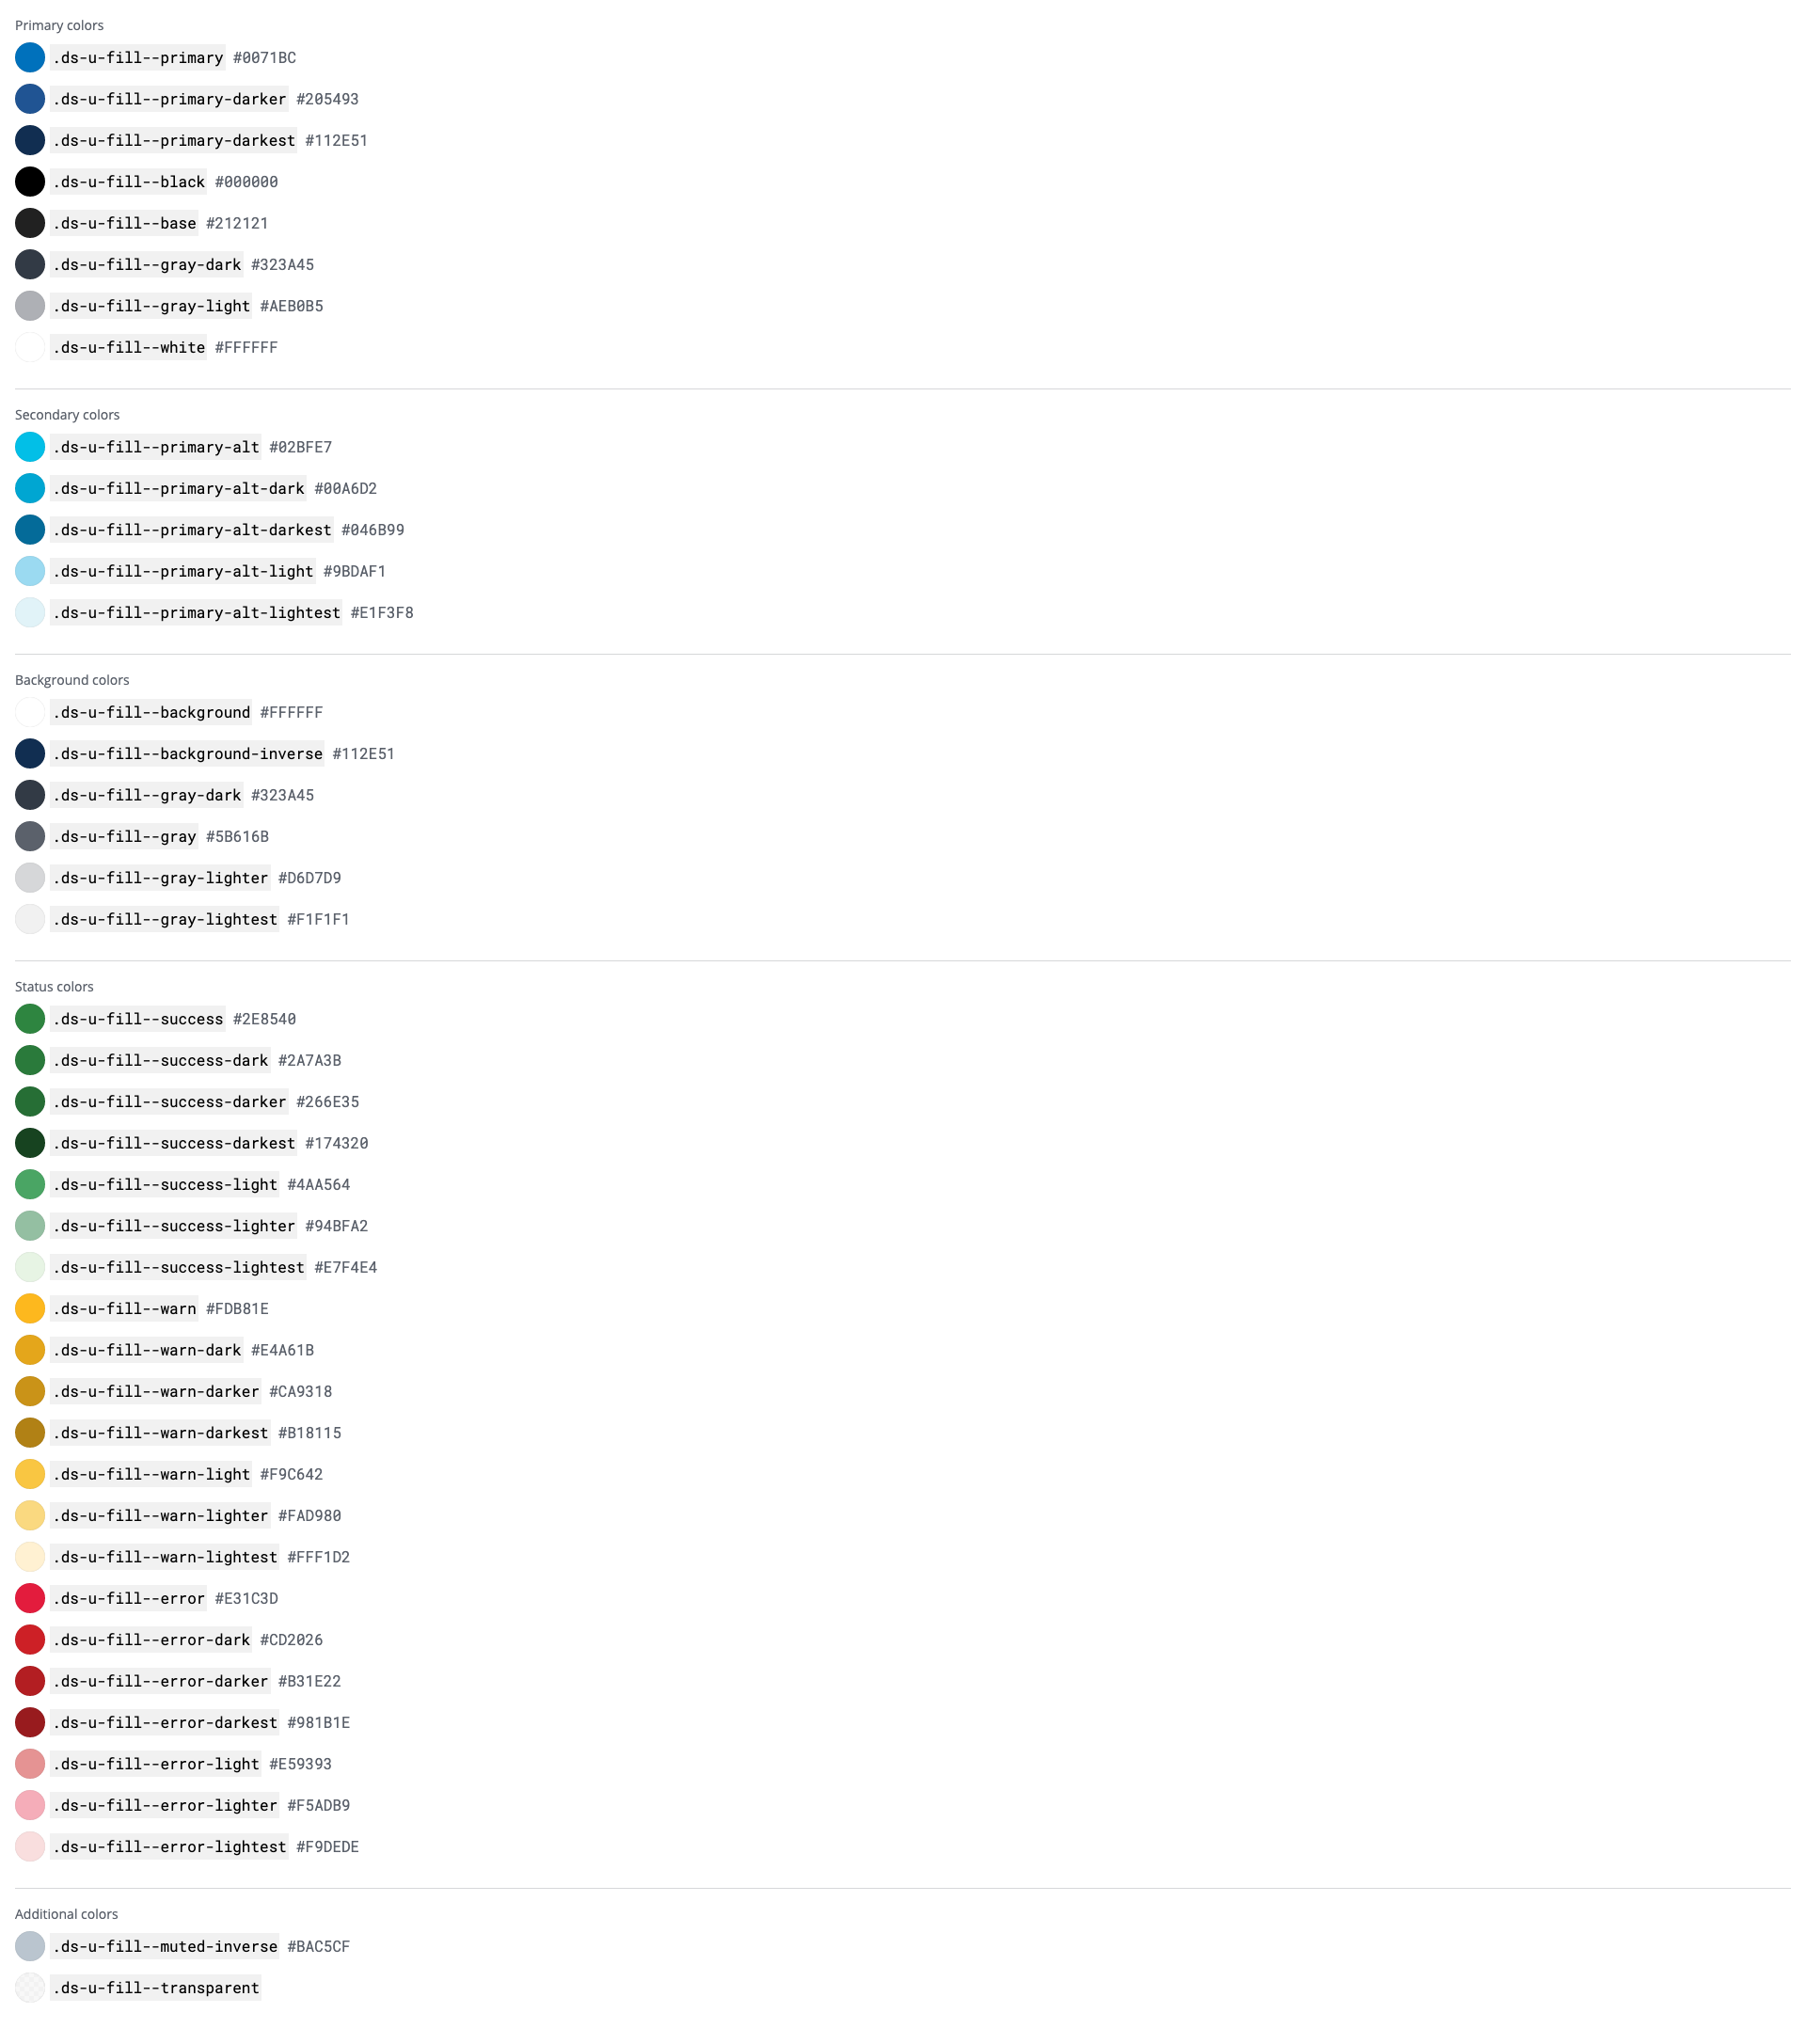 Primary colors
.ds-u-fill--primary #0071BC
.ds-u-fill--primary-darker #205493
.ds-u-fill--primary-darkest #112E51
.ds-u-fill--black #000000
.ds-u-fill--base #212121
.ds-u-fill--gray-dark #323A45
.ds-u-fill--gray-light #AEB0B5
.ds-u-fill--white #FFFFFF
Secondary colors
.ds-u-fill--primary-alt #02BFE7
.ds-u-fill--primary-alt-dark #00A6D2
.ds-u-fill--primary-alt-darkest #046B99
.ds-u-fill--primary-alt-light #9BDAF1
.ds-u-fill--primary-alt-lightest #E1F3F8
Background colors
.ds-u-fill--background #FFFFFF
.ds-u-fill--background-inverse #112E51
.ds-u-fill--gray-dark #323A45
.ds-u-fill--gray #5B616B
.ds-u-fill--gray-lighter #D6D7D9
.ds-u-fill--gray-lightest #F1F1F1
Status colors
.ds-u-fill--success #2E8540
.ds-u-fill--success-dark #2A7A3B
.ds-u-fill--success-darker #266E35
.ds-u-fill--success-darkest #174320
.ds-u-fill--success-light #4AA564
.ds-u-fill--success-lighter #94BFA2
.ds-u-fill--success-lightest #E7F4E4
.ds-u-fill--warn #FDB81E
.ds-u-fill--warn-dark #E4A61B
.ds-u-fill--warn-darker #CA9318
.ds-u-fill--warn-darkest #B18115
.ds-u-fill--warn-light #F9C642
.ds-u-fill--warn-lighter #FAD980
.ds-u-fill--warn-lightest #FFF1D2
.ds-u-fill--error #E31C3D
.ds-u-fill--error-dark #CD2026
.ds-u-fill--error-darker #B31E22
.ds-u-fill--error-darkest #981B1E
.ds-u-fill--error-light #E59393
.ds-u-fill--error-lighter #F5ADB9
.ds-u-fill--error-lightest #F9DEDE
Additional colors
.ds-u-fill--muted-inverse #BAC5CF
.ds-u-fill--transparent